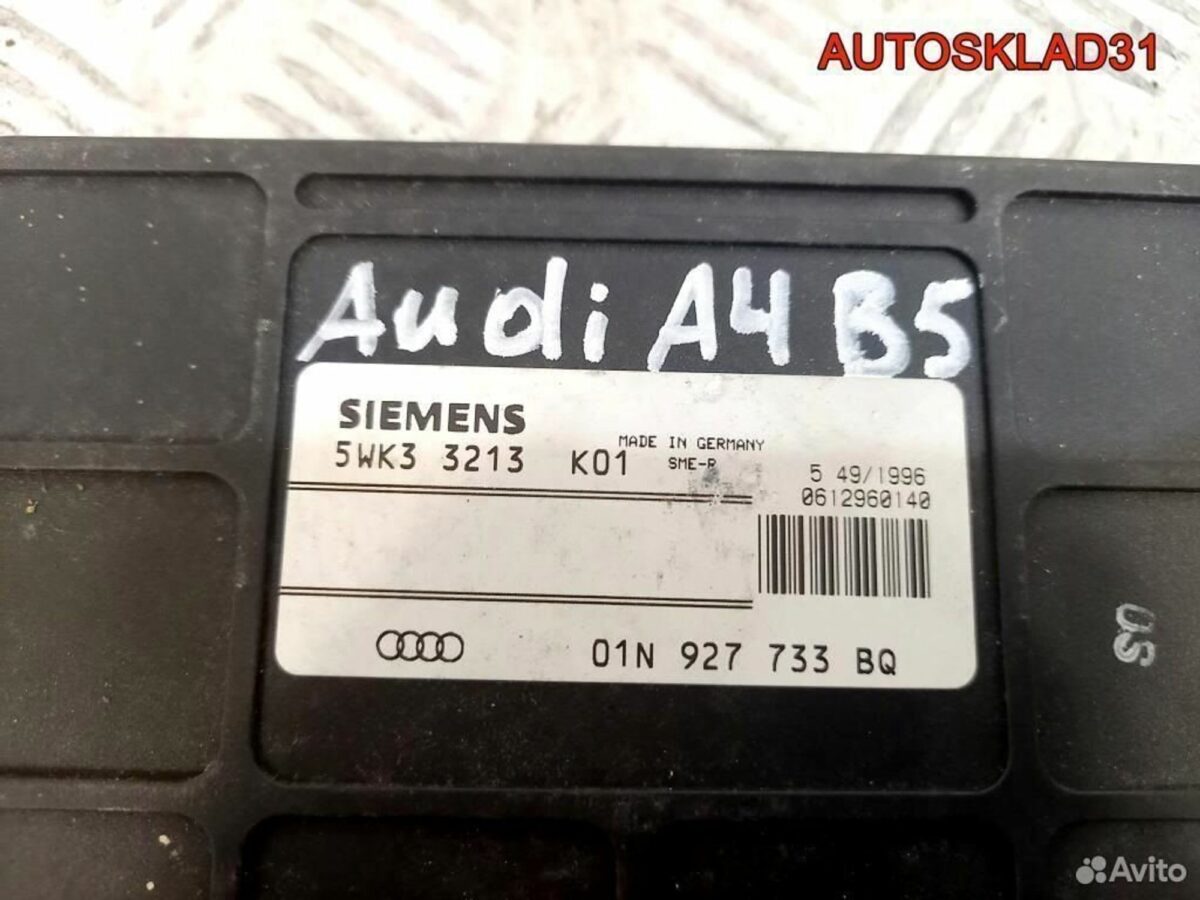 AUTOSKLAD31
Audi A4 B5
SIEMENS
MADE IN GERMANY
5WK3 3213 K01 SME-R
5 49/1996
0612960140
01N 927 733 BQ
SO
Avito